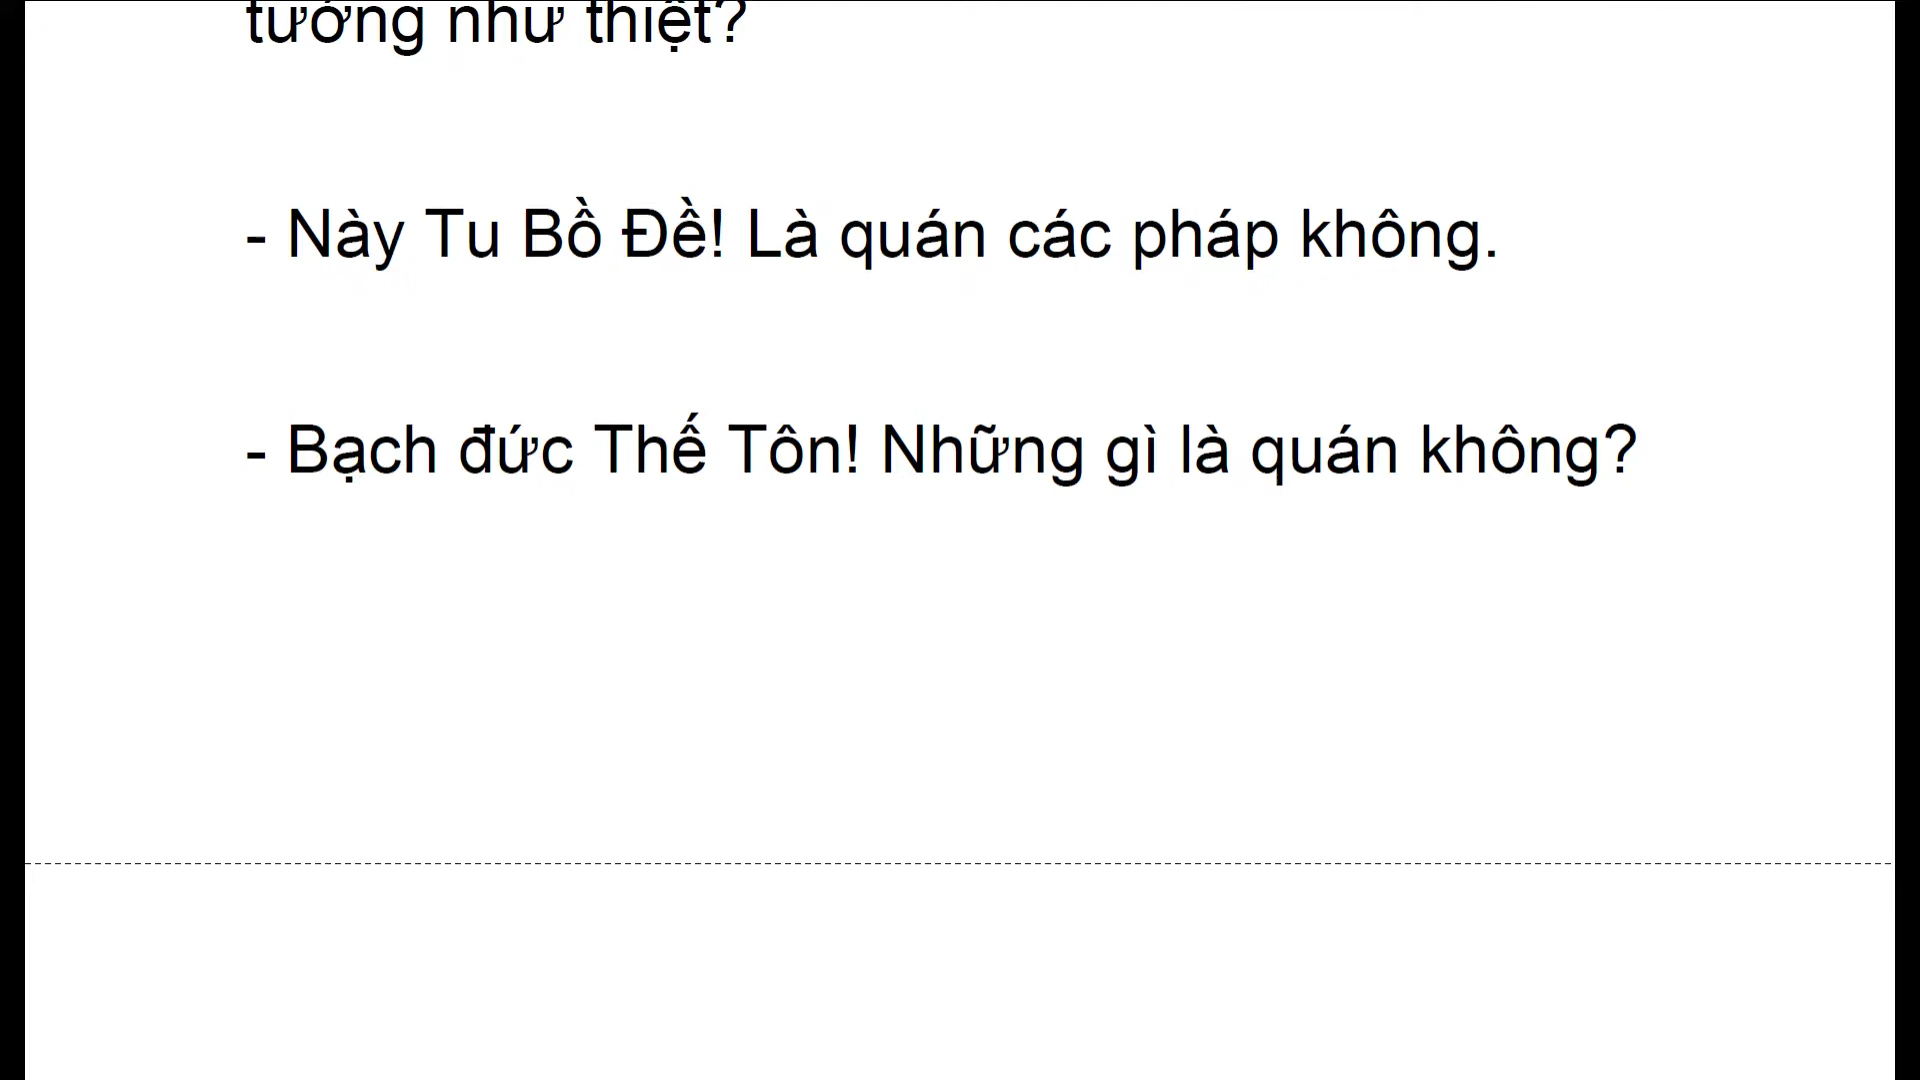 tướng như thiệt?
- Này Tu Bồ Đề! Là quán các pháp không.
- Bạch đức Thế Tôn! Những gì là quán không?